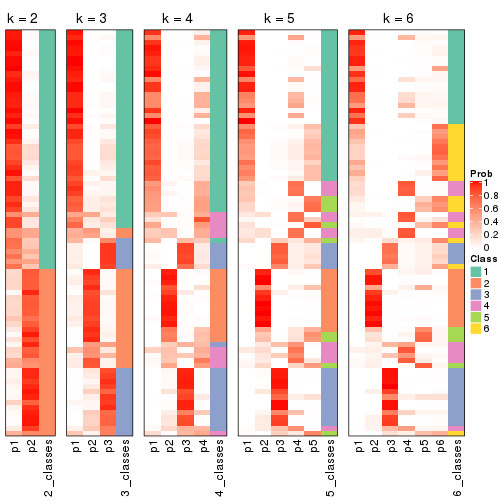 k = 2
k = 3
k = 4
k = 5
k = 6
Prob
1
0.8
0.6
0.4
0.2
0
Class
1
2
3
4
5
6
p1
p2
2_classes
p1
p2
p3
3_classes
p1
p2
p3
p4
4_classes
p1
p2
p3
p4
p5
5_classes
p1
p2
p3
p4
p5
p6
6_classes